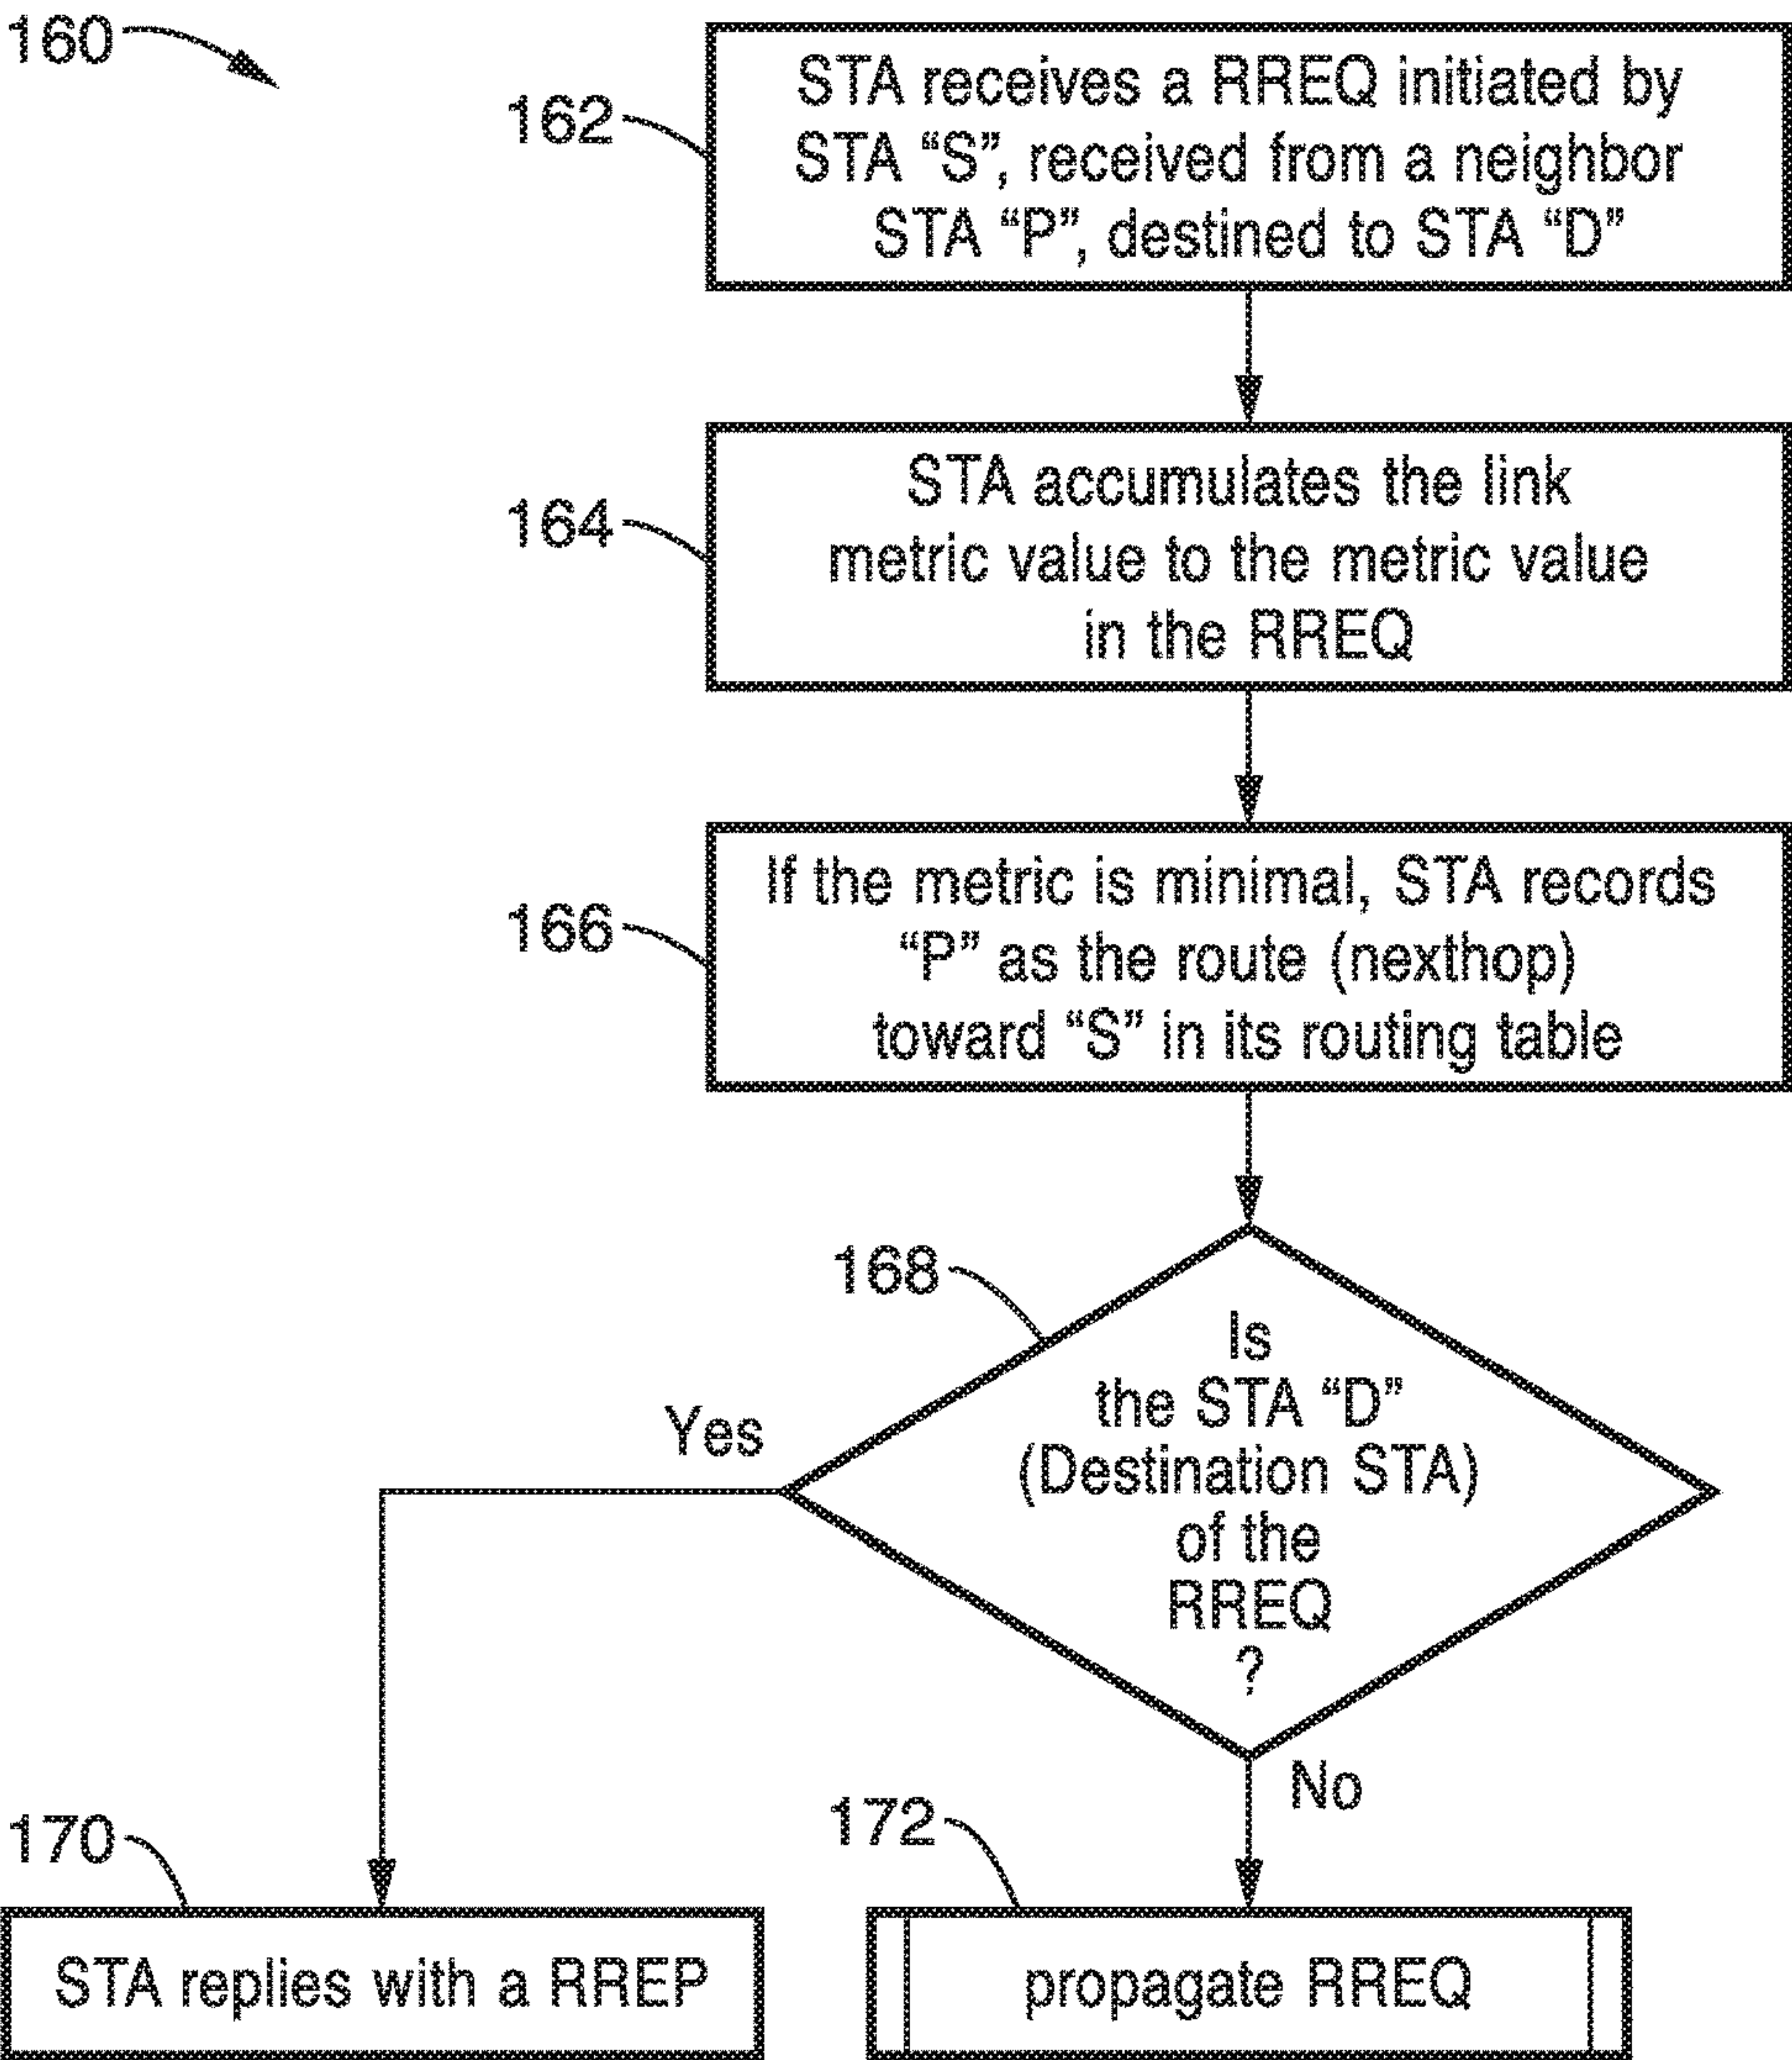 160
162
STA receives a RREQ initiated by
STA “S”, received from a neighbor
STA “P”, destined to STA “D”
164
STA accumulates the link
metric value to the metric value
in the RREQ
166
If the metric is minimal, STA records
“P” as the route (nexthop)
toward “S” in its routing table
168
Is
the STA “D”
(Destination STA)
of the
RREQ
?
Yes
No
170
STA replies with a RREP
172
propagate RREQ